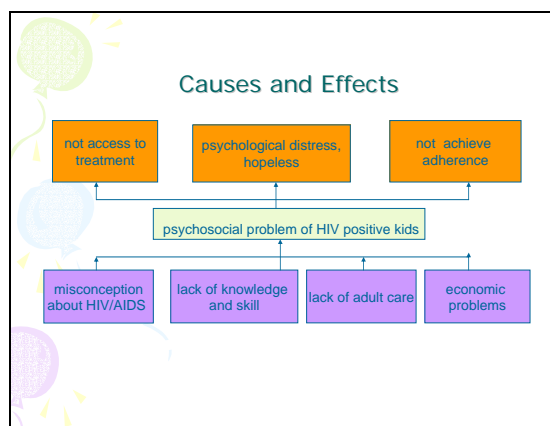 Causes and Effects
not access to
treatment
psychological distress,
hopeless
not achieve
adherence
psychosocial problem of HIV positive kids
misconception
about HIV/AIDS
lack of knowledge
and skill
lack of adult care
economic
problems